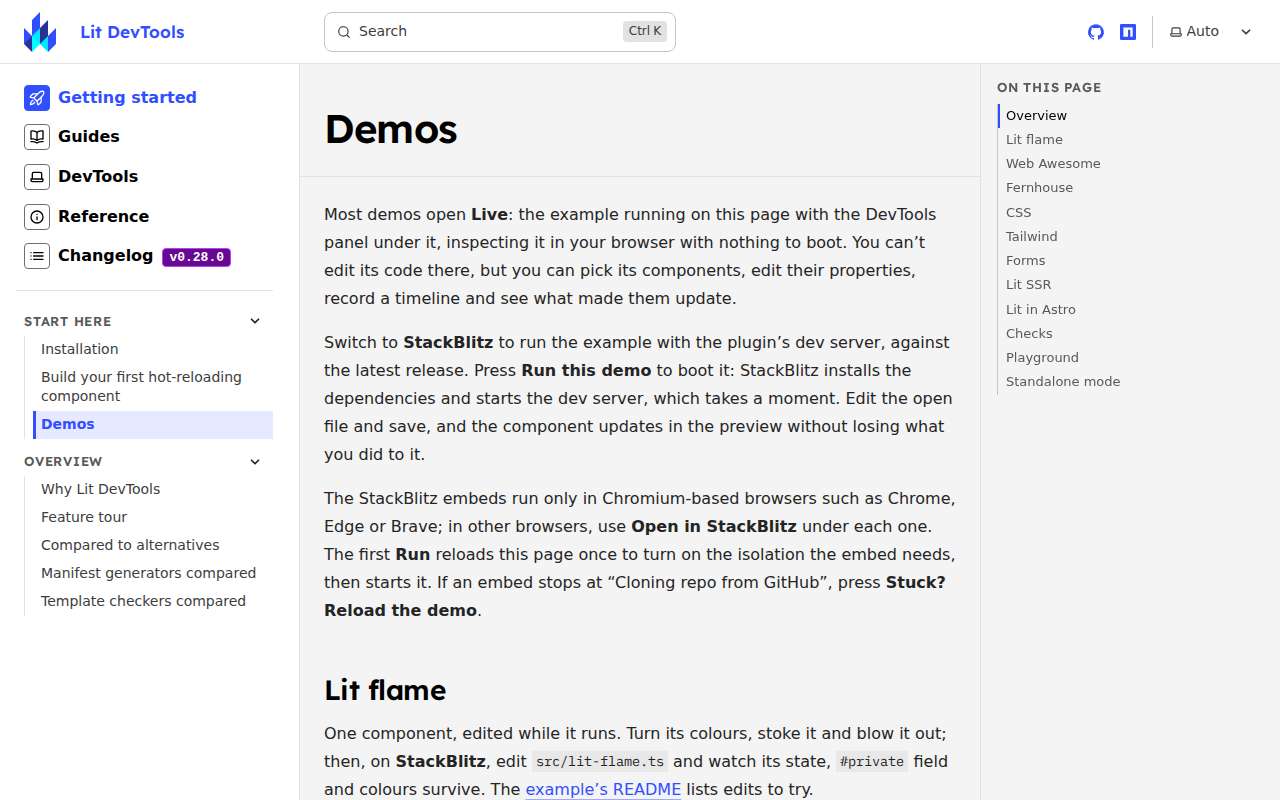 Lit DevTools
Search
Ctrl K
Auto
Getting started
Guides
DevTools
Reference
Changelog v0.28.0
START HERE
Installation
Build your first hot-reloading
component
Demos
OVERVIEW
Why Lit DevTools
Feature tour
Compared to alternatives
Manifest generators compared
Template checkers compared
Demos
Most demos open Live: the example running on this page with the DevTools
panel under it, inspecting it in your browser with nothing to boot. You can’t
edit its code there, but you can pick its components, edit their properties,
record a timeline and see what made them update.
Switch to StackBlitz to run the example with the plugin’s dev server, against
the latest release. Press Run this demo to boot it: StackBlitz installs the
dependencies and starts the dev server, which takes a moment. Edit the open
file and save, and the component updates in the preview without losing what
you did to it.
The StackBlitz embeds run only in Chromium-based browsers such as Chrome,
Edge or Brave; in other browsers, use Open in StackBlitz under each one.
The first Run reloads this page once to turn on the isolation the embed needs,
then starts it. If an embed stops at “Cloning repo from GitHub”, press Stuck?
Reload the demo.
Lit flame
One component, edited while it runs. Turn its colours, stoke it and blow it out;
then, on StackBlitz, edit src/lit-flame.ts and watch its state, #private field
and colours survive. The example’s README lists edits to try.
ON THIS PAGE
Overview
Lit flame
Web Awesome
Fernhouse
CSS
Tailwind
Forms
Lit SSR
Lit in Astro
Checks
Playground
Standalone mode